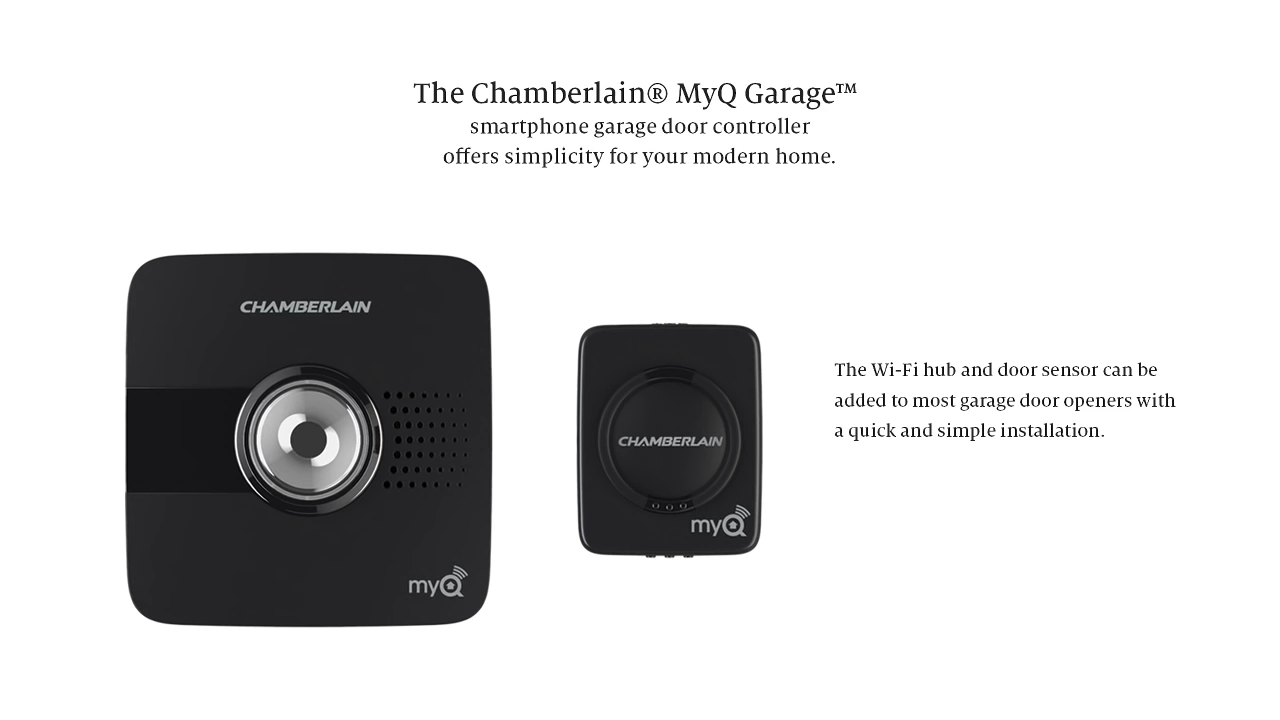 The Chamberlain® MyQ Garage™
smartphone garage door controller
offers simplicity for your modern home.
CHAMBERLAIN
myQ
CHAMBERLAIN
myQ
The Wi-Fi hub and door sensor can be
added to most garage door openers with
a quick and simple installation.